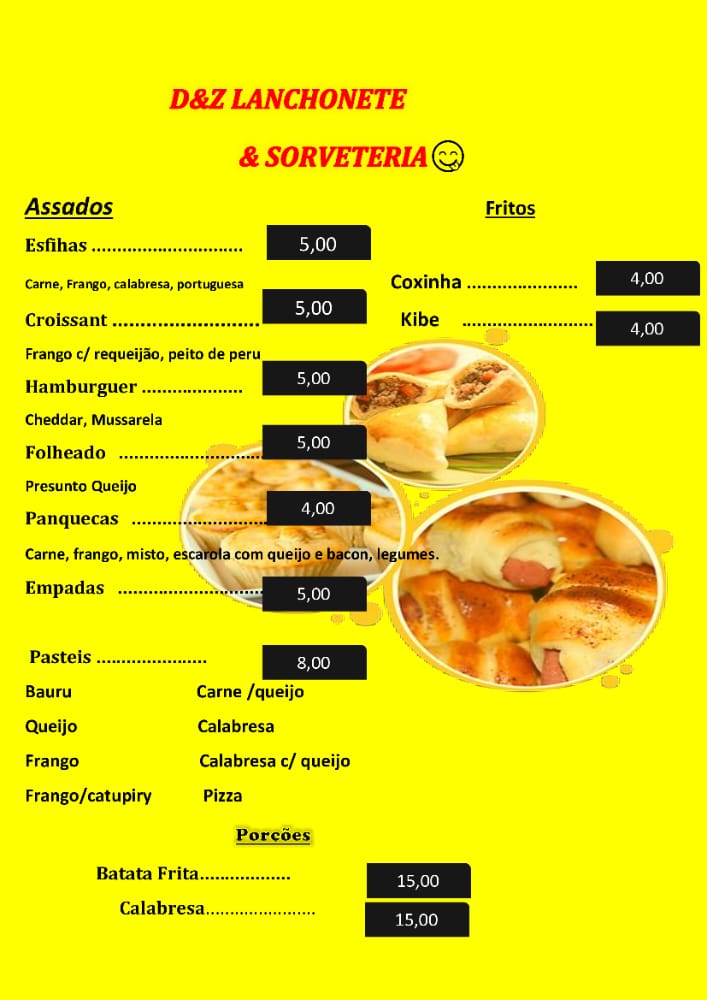 D&Z LANCHONETE
& SORVETERIA
Assados
Esfihas .............................. 5,00
Carne, Frango, calabresa, portuguesa
Croissant .......................... 5,00
Frango c/ requeijão, peito de peru
Hamburguer .................... 5,00
Cheddar, Mussarela
Folheado ............................ 5,00
Presunto Queijo
Panquecas ........................... 4,00
Carne, frango, misto, escarola com queijo e bacon, legumes.
Empadas ............................. 5,00
Fritos
Coxinha ...................... 4,00
Kibe .......................... 4,00
Pasteis ...................... 8,00
Bauru Carne /queijo
Queijo Calabresa
Frango Calabresa c/ queijo
Frango/catupiry Pizza
Porções
Batata Frita................... 15,00
Calabresa....................... 15,00